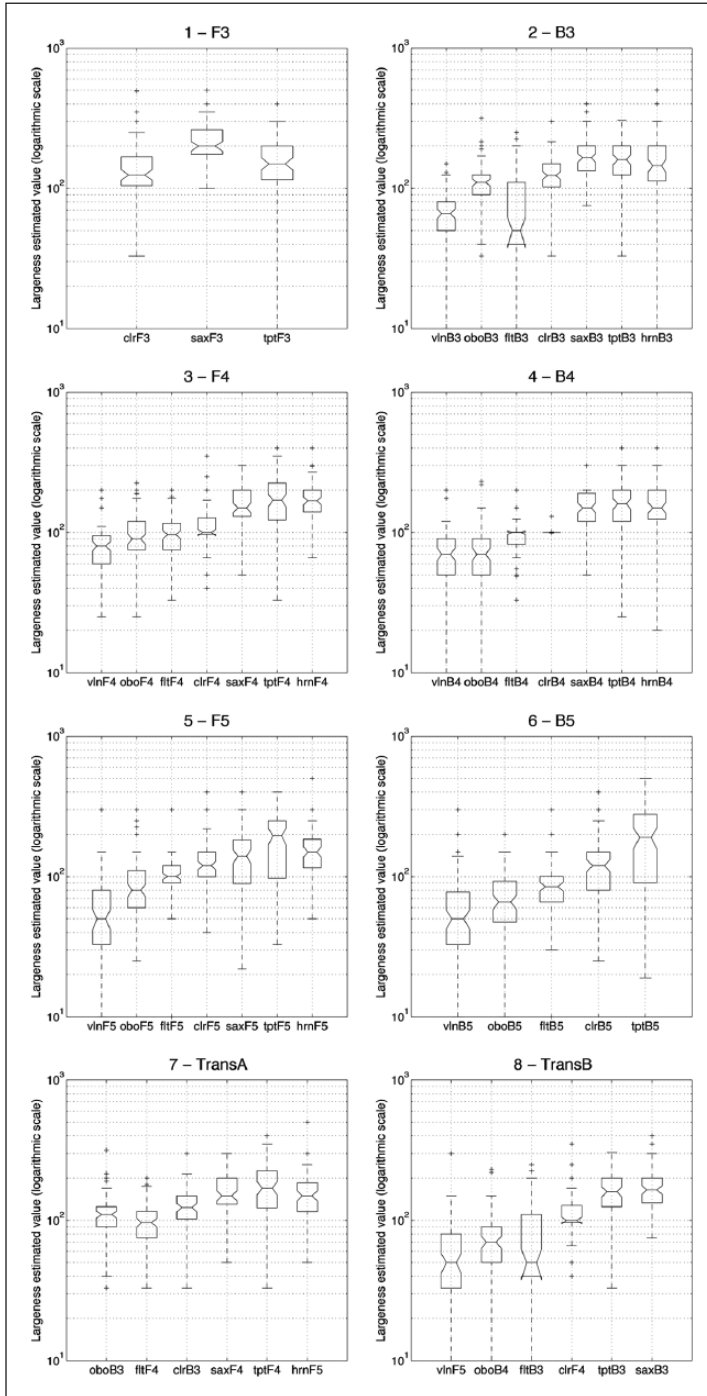 1 – F3
Largeness estimated value (logarithmic scale)
10³
10²
10¹
clrF3 saxF3 tptF3
2 – B3
Largeness estimated value (logarithmic scale)
10³
10²
10¹
vlnB3 oboB3 fltB3 clrB3 saxB3 tptB3 hrnB3
3 – F4
Largeness estimated value (logarithmic scale)
10³
10²
10¹
vlnF4 oboF4 fltF4 clrF4 saxF4 tptF4 hrnF4
4 – B4
Largeness estimated value (logarithmic scale)
10³
10²
10¹
vlnB4 oboB4 fltB4 clrB4 saxB4 tptB4 hrnB4
5 – F5
Largeness estimated value (logarithmic scale)
10³
10²
10¹
vlnF5 oboF5 fltF5 clrF5 saxF5 tptF5 hrnF5
6 – B5
Largeness estimated value (logarithmic scale)
10³
10²
10¹
vlnB5 oboB5 fltB5 clrB5 tptB5
7 – TransA
Largeness estimated value (logarithmic scale)
10³
10²
10¹
oboB3 fltF4 clrB3 saxF4 tptF4 hrnF5
8 – TransB
Largeness estimated value (logarithmic scale)
10³
10²
10¹
vlnF5 oboB4 fltB3 clrF4 tptB3 saxB3